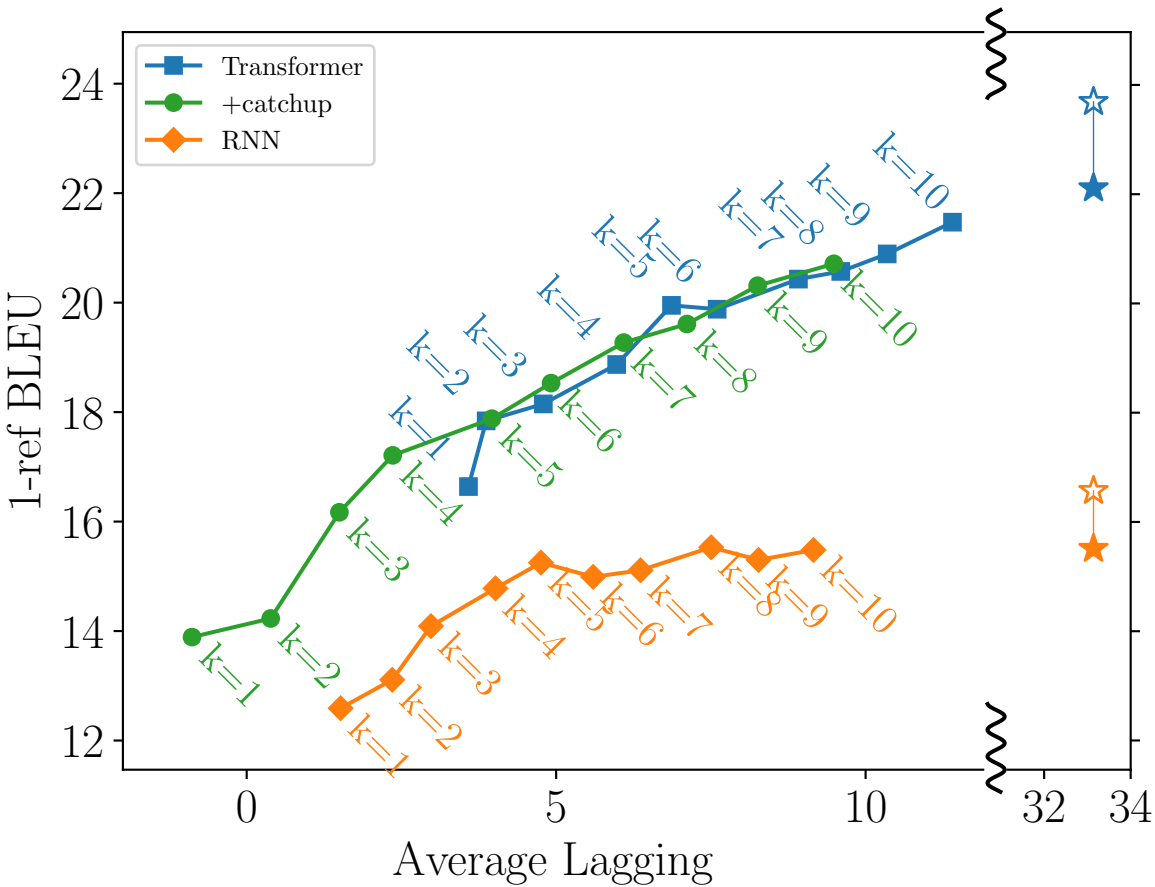 Transformer
+catchup
RNN
1-ref BLEU
24
22
20
18
16
14
12
k=1
k=2
k=3
k=4
k=5
k=6
k=7
k=8
k=9
k=10
k=1
k=2
k=3
k=4
k=5
k=6
k=7
k=8
k=9
k=10
k=1
k=2
k=3
k=4
k=5
k=6
k=7
k=8
k=9
k=10
0 5 10 32 34
Average Lagging